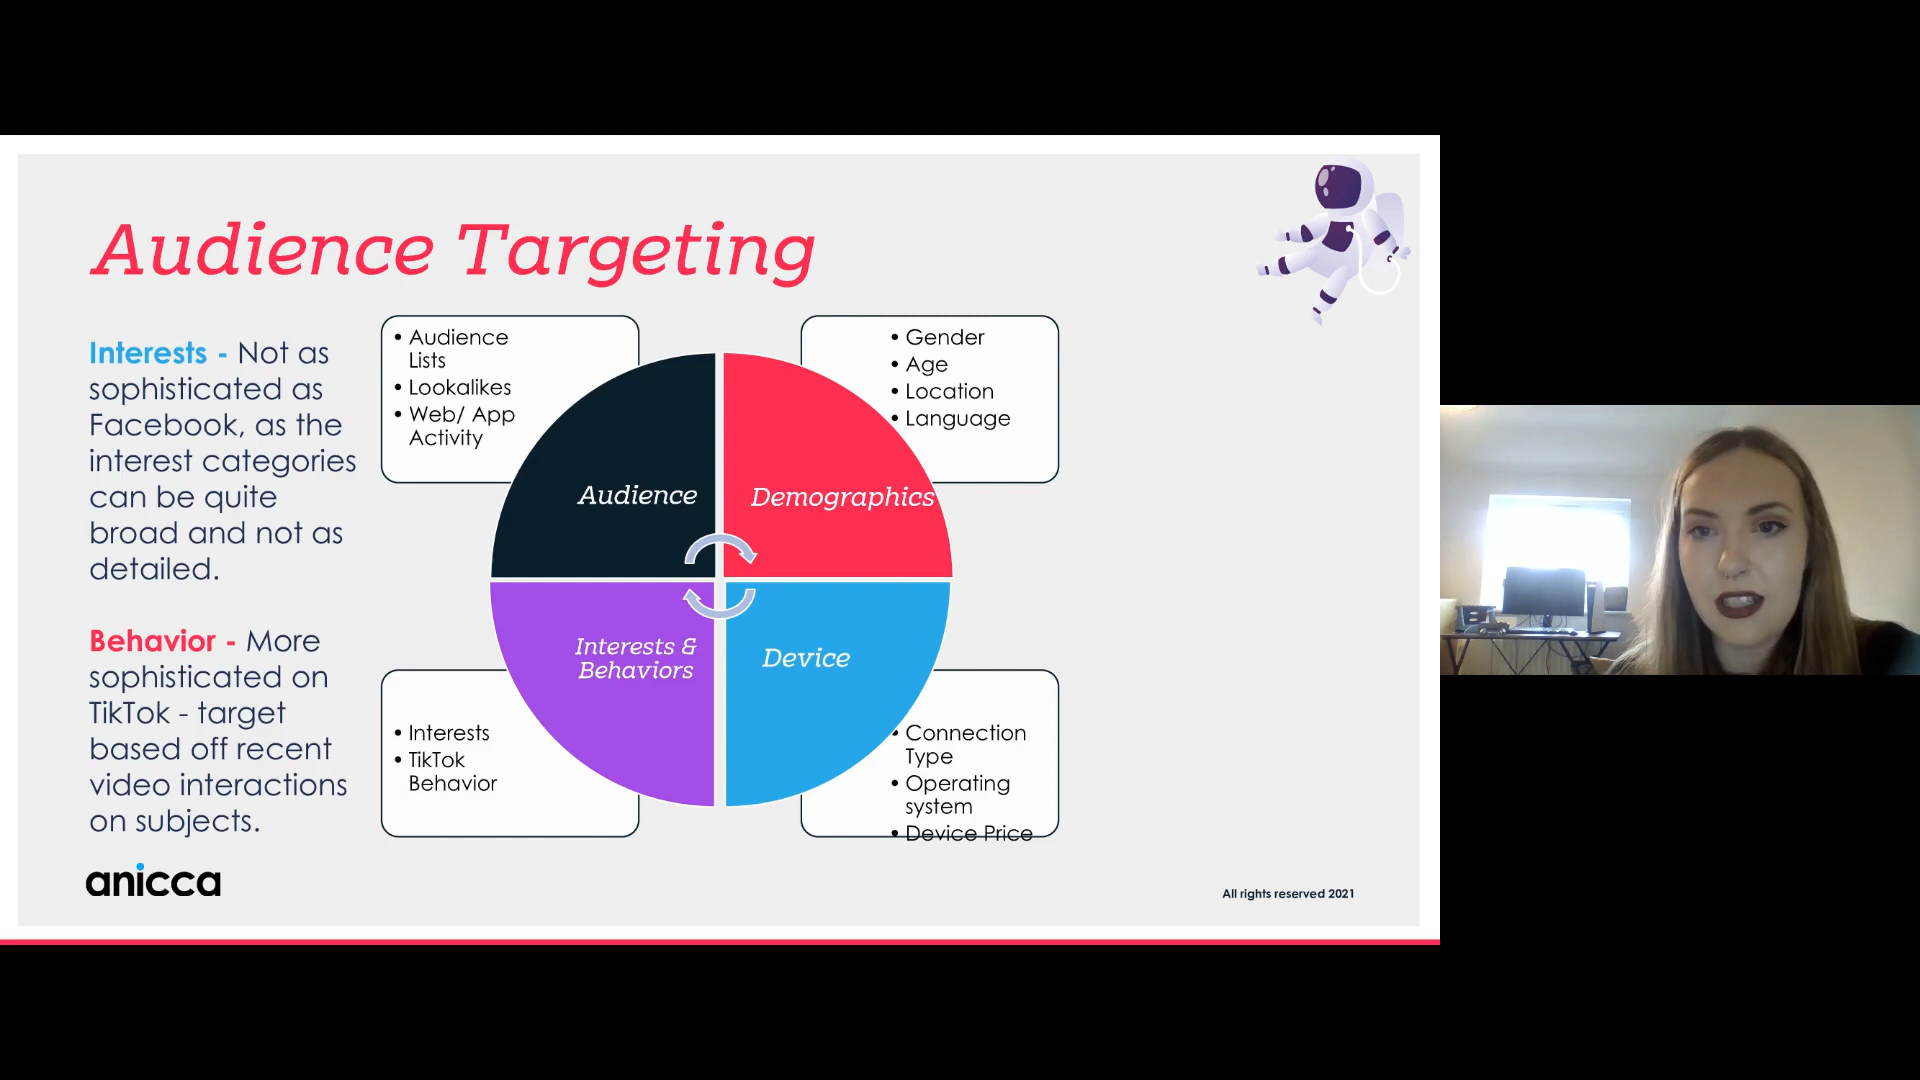 Audience Targeting
Interests - Not as
sophisticated as
Facebook, as the
interest categories
can be quite
broad and not as
detailed.
Behavior - More
sophisticated on
TikTok - target
based off recent
video interactions
on subjects.
• Audience
Lists
• Lookalikes
• Web/ App
Activity
• Gender
• Age
• Location
• Language
Audience
Demographics
Interests &
Behaviors
Device
• Interests
• TikTok
Behavior
• Connection
Type
• Operating
system
• Device Price
anicca
All rights reserved 2021